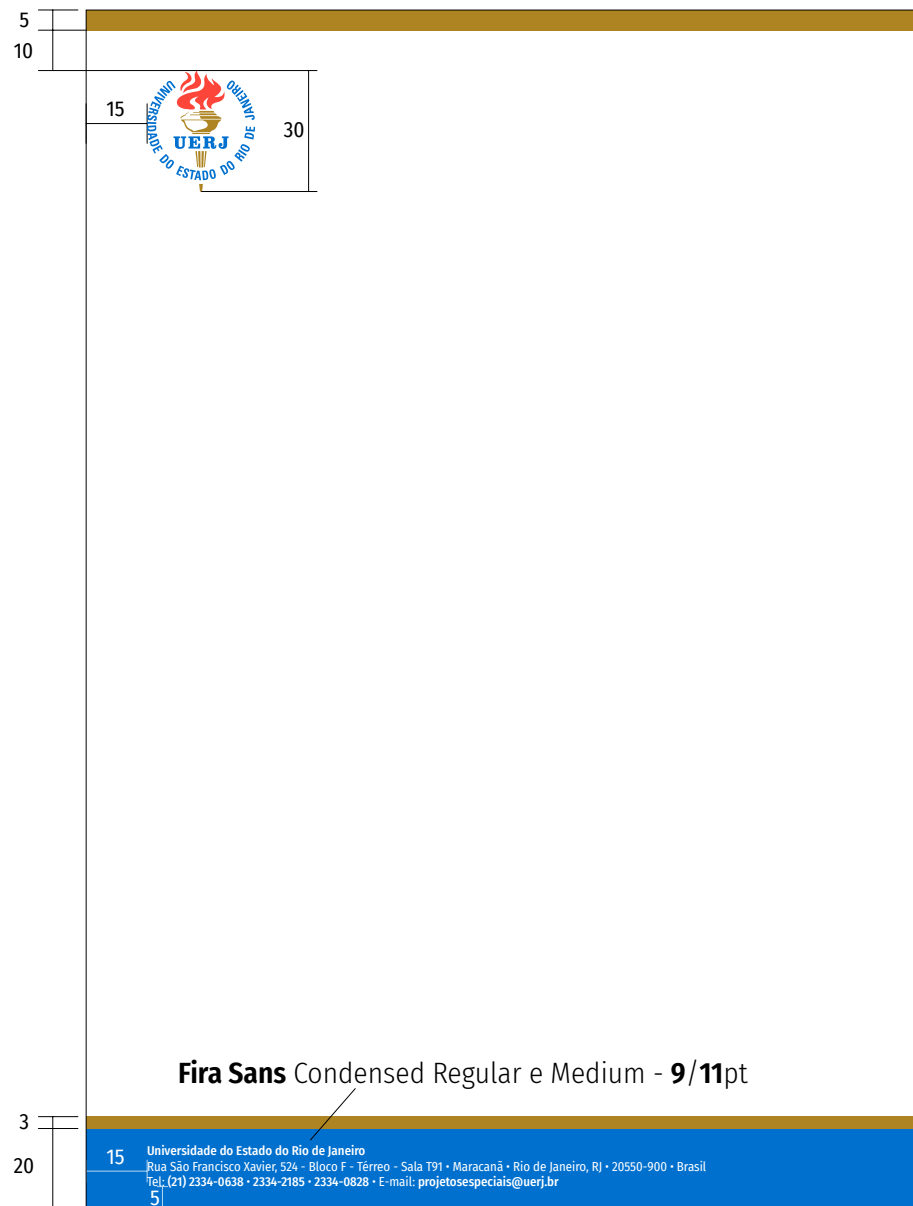 5
10
15
30
UNIVERSIDADE DO ESTADO DO RIO DE JANEIRO
UERJ
Fira Sans Condensed Regular e Medium - 9/11pt
3
20
15
Universidade do Estado do Rio de Janeiro
Rua São Francisco Xavier, 524 - Bloco F - Térreo - Sala T91 • Maracanã • Rio de Janeiro, RJ • 20550-900 • Brasil
Tel: (21) 2334-0638 • 2334-2185 • 2334-0828 • E-mail: projetosespeciais@uerj.br
5